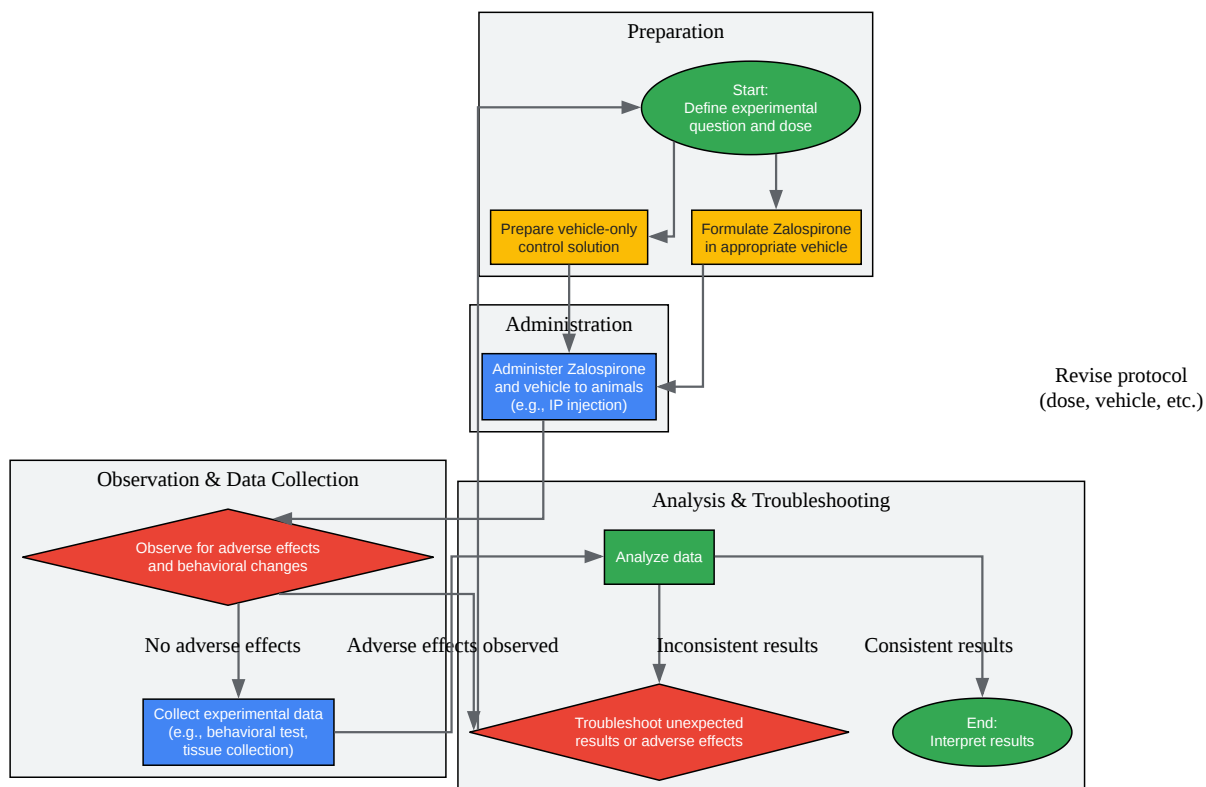 Preparation
Start:
Define experimental
question and dose
Prepare vehicle-only
control solution
Formulate Zalospirone
in appropriate vehicle
Administration
Administer Zalospirone
and vehicle to animals
(e.g., IP injection)
Revise protocol
(dose, vehicle, etc.)
Observation & Data Collection
Observe for adverse effects
and behavioral changes
No adverse effects
Adverse effects observed
Collect experimental data
(e.g., behavioral test,
tissue collection)
Analysis & Troubleshooting
Analyze data
Inconsistent results
Consistent results
Troubleshoot unexpected
results or adverse effects
End:
Interpret results